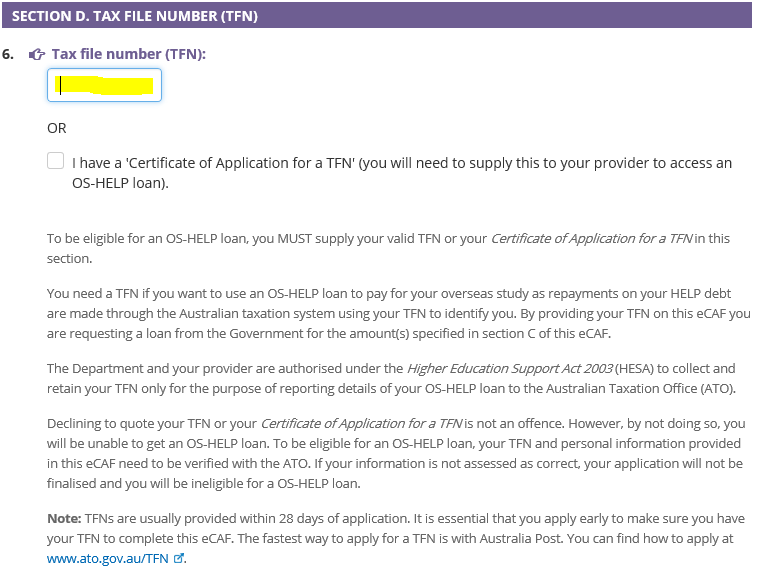 SECTION D. TAX FILE NUMBER (TFN)
6. Tax file number (TFN):
OR
I have a 'Certificate of Application for a TFN' (you will need to supply this to your provider to access an
OS-HELP loan).
To be eligible for an OS-HELP loan, you MUST supply your valid TFN or your Certificate of Application for a TFN in this
section.
You need a TFN if you want to use an OS-HELP loan to pay for your overseas study as repayments on your HELP debt
are made through the Australian taxation system using your TFN to identify you. By providing your TFN on this eCAF you
are requesting a loan from the Government for the amount(s) specified in section C of this eCAF.
The Department and your provider are authorised under the Higher Education Support Act 2003 (HESA) to collect and
retain your TFN only for the purpose of reporting details of your OS-HELP loan to the Australian Taxation Office (ATO).
Declining to quote your TFN or your Certificate of Application for a TFN is not an offence. However, by not doing so, you
will be unable to get an OS-HELP loan. To be eligible for an OS-HELP loan, your TFN and personal information provided
in this eCAF need to be verified with the ATO. If your information is not assessed as correct, your application will not be
finalised and you will be ineligible for a OS-HELP loan.
Note: TFNs are usually provided within 28 days of application. It is essential that you apply early to make sure you have
your TFN to complete this eCAF. The fastest way to apply for a TFN is with Australia Post. You can find how to apply at
www.ato.gov.au/TFN.